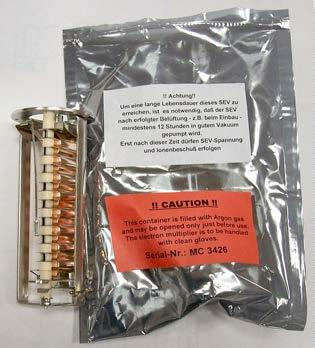 !! Achtung!!
Um eine lange Lebensdauer dieses SEV zu
erreichen, ist es notwendig, daß der SEV
nach erfolgter Belüftung - z.B. beim Einbau -
mindestens 12 Stunden in gutem Vakuum
gepumpt wird.
Erst nach dieser Zeit dürfen SEV-Spannung
und Ionenbeschuß erfolgen
!! CAUTION !!
This container is filled with Argon gas
and may be opened only just before use.
The electron multiplier is to be handled
with clean gloves.
Serial-Nr.: MC 3426